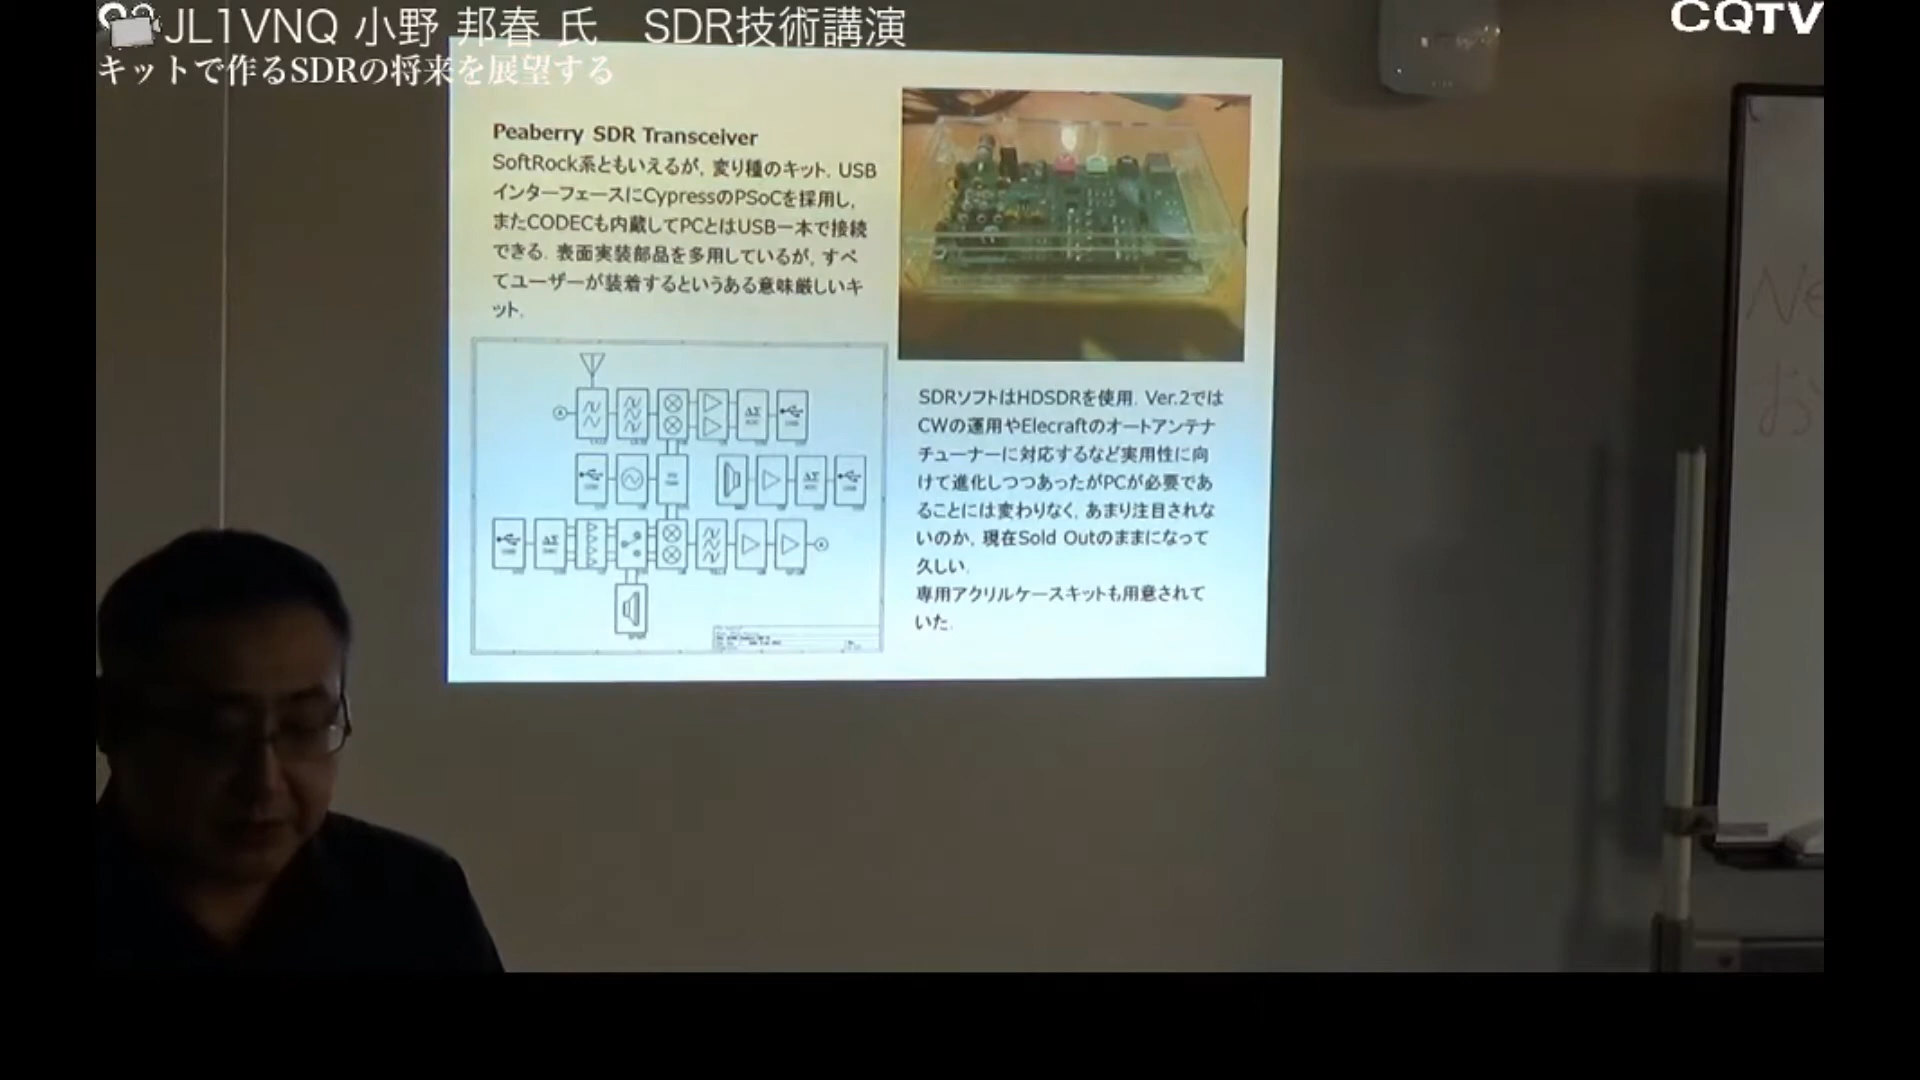 JL1VNQ 小野 邦春 氏　SDR技術講演
キットで作るSDRの将来を展望する
CQTV
Peaberry SDR Transceiver
SoftRock系ともいえるが, 変り種のキット. USB
インターフェースにCypressのPSoCを採用し,
またCODECも内蔵してPCとはUSB一本で接続
できる. 表面実装部品を多用しているが, すべ
てユーザーが装着するというある意味厳しいキ
ット.
SDRソフトはHDSDRを使用. Ver.2では
CWの運用やElecraftのオートアンテナ
チューナーに対応するなど実用性に向
けて進化しつつあったがPCが必要であ
ることには変わりなく, あまり注目されな
いのか, 現在Sold Outのままになって
久しい.
専用アクリルケースキットも用意されて
いた.
A
ΔΣ
ΔΣ
ΔΣ
A
Ne
お